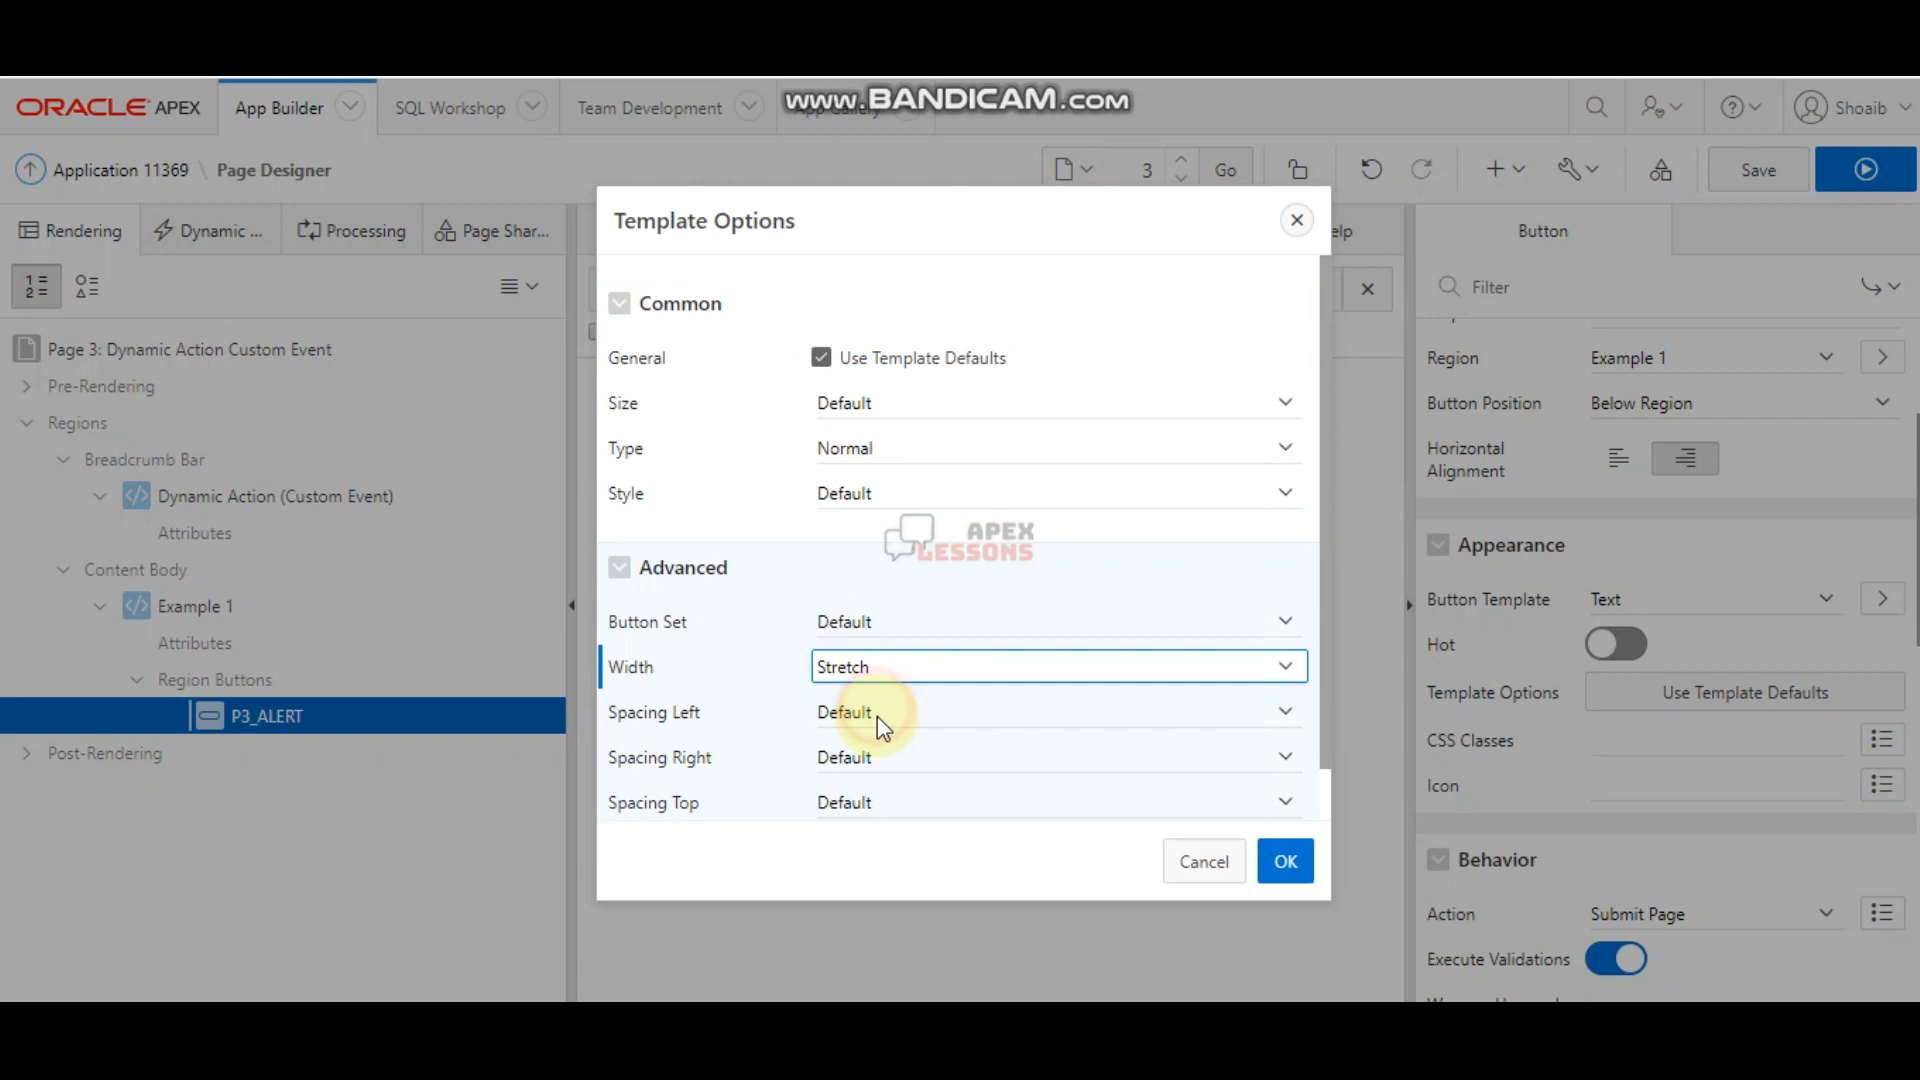 www.BANDICAM.com
ORACLE APEX App Builder SQL Workshop Team Development Shoaib
Application 11369 \ Page Designer 3 Go Save
Rendering Dynamic ... Processing Page Shar... elp Button
Template Options
Filter
Page 3: Dynamic Action Custom Event
Pre-Rendering
Regions
Breadcrumb Bar
Dynamic Action (Custom Event)
Attributes
Content Body
Example 1
Attributes
Region Buttons
P3_ALERT
Post-Rendering
Common
General Use Template Defaults
Size Default
Type Normal
Style Default
APEX
LESSONS
Advanced
Button Set Default
Width Stretch
Spacing Left Default
Spacing Right Default
Spacing Top Default
Cancel OK
Region Example 1
Button Position Below Region
Horizontal
Alignment
Appearance
Button Template Text
Hot
Template Options Use Template Defaults
CSS Classes
Icon
Behavior
Action Submit Page
Execute Validations